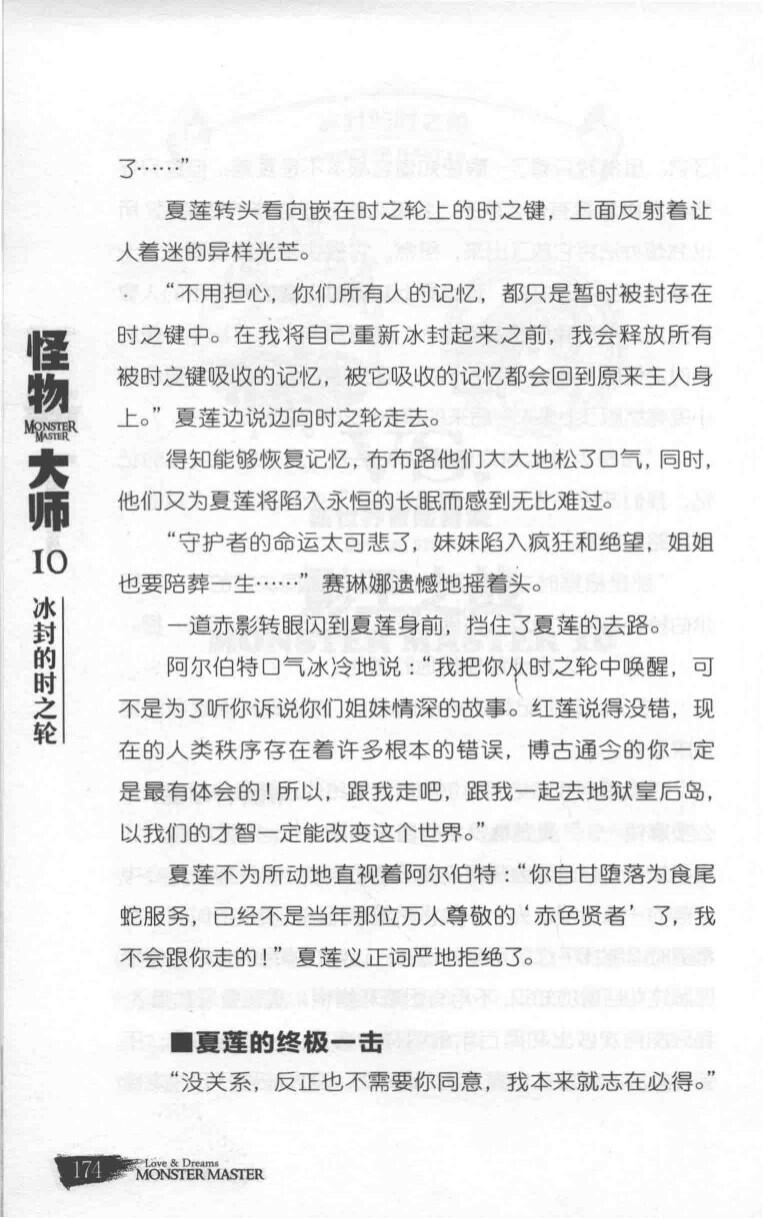 了……”
夏莲转头看向嵌在时之轮上的时之键，上面反射着让
人着迷的异样光芒。
“不用担心，你们所有人的记忆，都只是暂时被封存在
时之键中。在我将自己重新冰封起来之前，我会释放所有
被时之键吸收的记忆，被它吸收的记忆都会回到原来主人身
上。”夏莲边说边向时之轮走去。
得知能够恢复记忆，布布路他们大大地松了口气，同时，
他们又为夏莲将陷入永恒的长眠而感到无比难过。
“守护者的命运太可悲了，妹妹陷入疯狂和绝望，姐姐
也要陪葬一生……”赛琳娜遗憾地摇着头。
一道赤影转眼闪到夏莲身前，挡住了夏莲的去路。
阿尔伯特口气冰冷地说：“我把你从时之轮中唤醒，可
不是为了听你诉说你们姐妹情深的故事。红莲说得没错，现
在的人类秩序存在着许多根本的错误，博古通今的你一定
是最有体会的！所以，跟我走吧，跟我一起去地狱皇后岛，
以我们的才智一定能改变这个世界。”
夏莲不为所动地直视着阿尔伯特：“你自甘堕落为食尾
蛇服务，已经不是当年那位万人尊敬的‘赤色贤者’了，我
不会跟你走的！”夏莲义正词严地拒绝了。
■夏莲的终极一击
“没关系，反正也不需要你同意，我本来就志在必得。”
怪物
MONSTER
MASTER
大师
10
冰封的时之轮
174
Love & Dreams
MONSTER MASTER